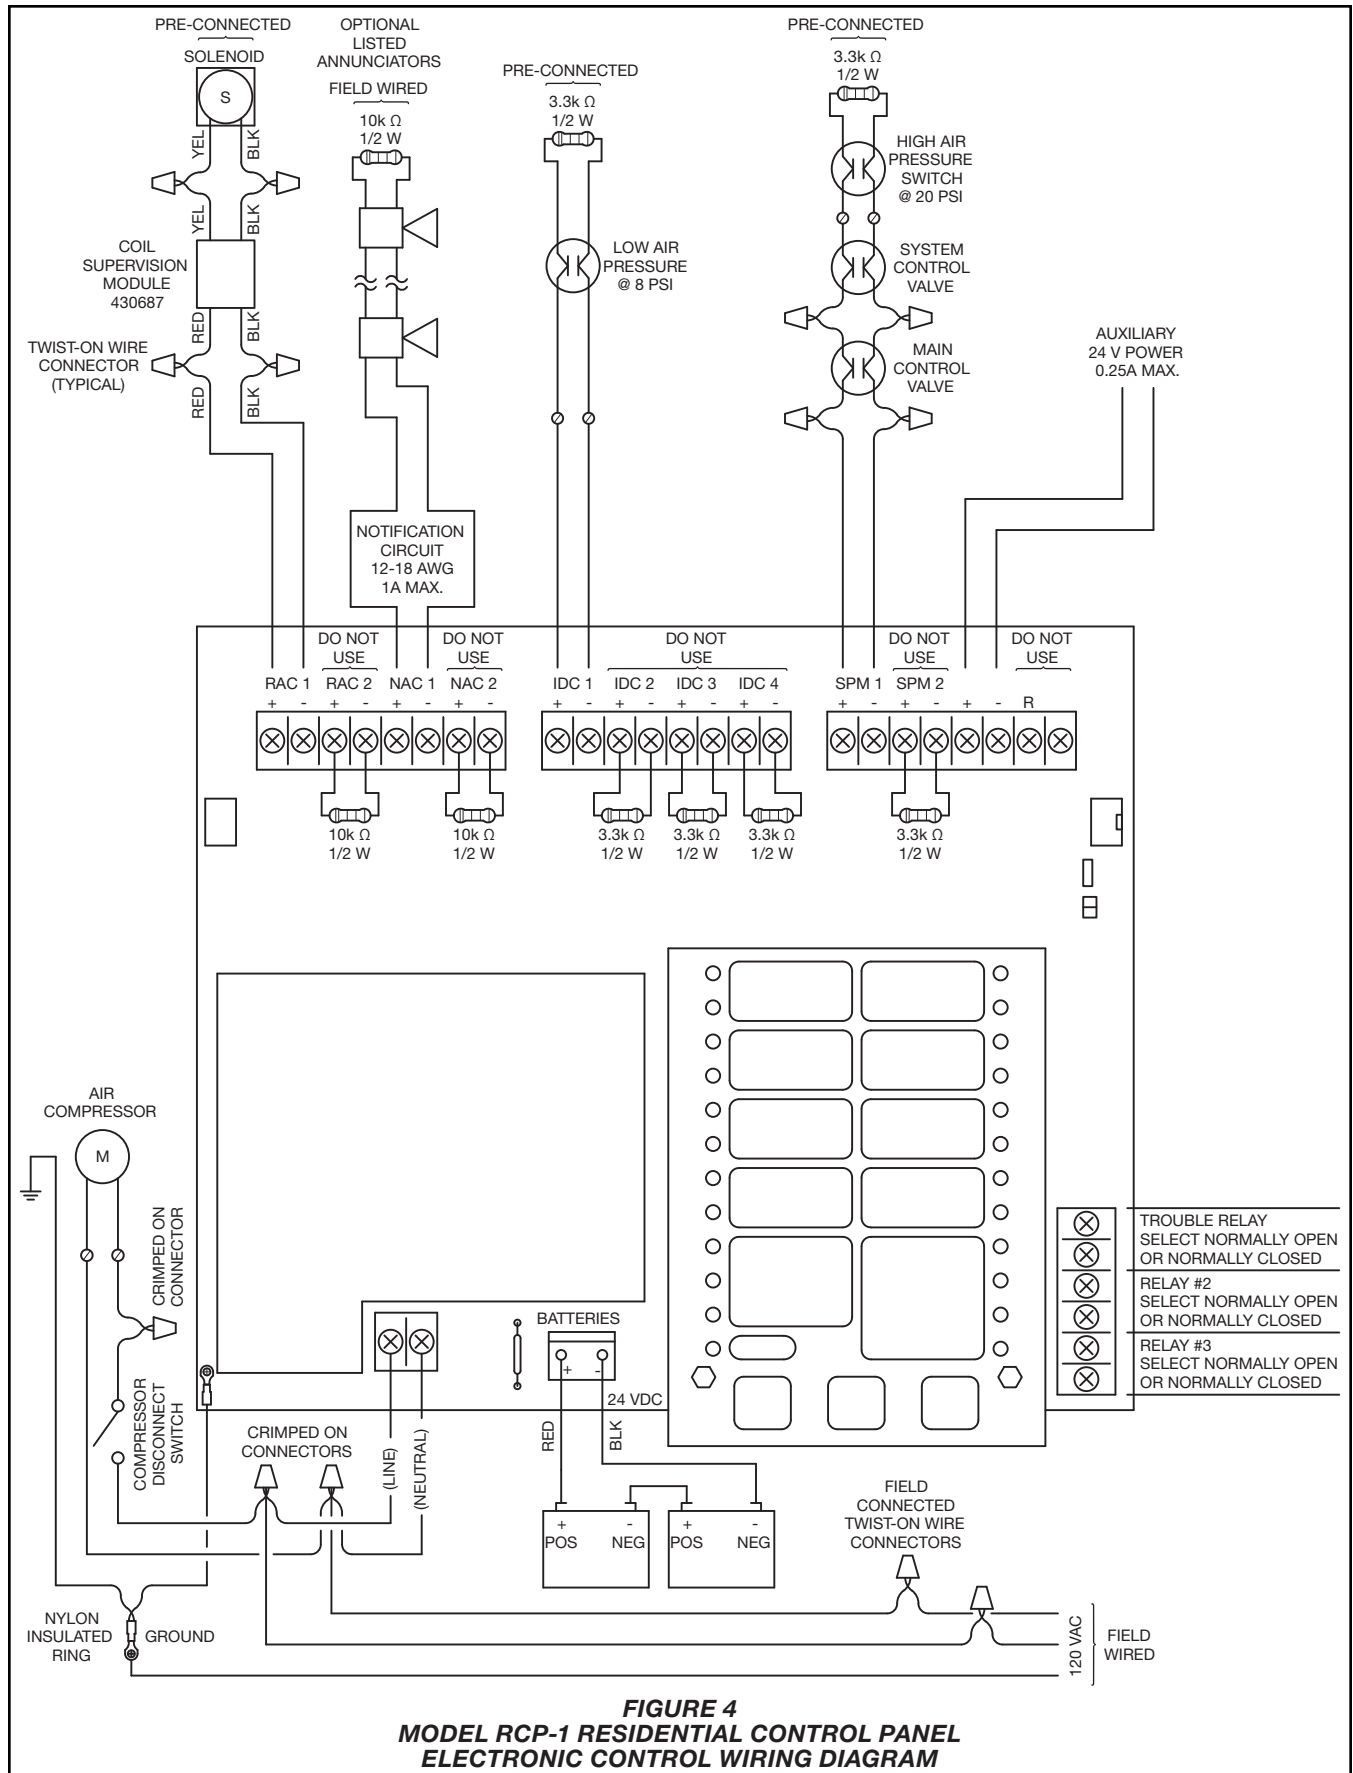 PRE-CONNECTED
SOLENOID
S
YEL
BLK
YEL
BLK
COIL
SUPERVISION
MODULE
430687
RED
BLK
TWIST-ON WIRE
CONNECTOR
(TYPICAL)
RED
BLK
OPTIONAL
LISTED
ANNUNCIATORS
FIELD WIRED
10k Ω
1/2 W
NOTIFICATION
CIRCUIT
12-18 AWG
1A MAX.
PRE-CONNECTED
3.3k Ω
1/2 W
LOW AIR
PRESSURE
@ 8 PSI
PRE-CONNECTED
3.3k Ω
1/2 W
HIGH AIR
PRESSURE
SWITCH
@ 20 PSI
SYSTEM
CONTROL
VALVE
MAIN
CONTROL
VALVE
AUXILIARY
24 V POWER
0.25A MAX.
DO NOT
USE
DO NOT
USE
DO NOT
USE
DO NOT
USE
DO NOT
USE
RAC 1 RAC 2 NAC 1 NAC 2
+ - + - + - + -
IDC 1 IDC 2 IDC 3 IDC 4
+ - + - + - + -
SPM 1 SPM 2
+ - + - + - R
10k Ω
1/2 W
10k Ω
1/2 W
3.3k Ω
1/2 W
3.3k Ω
1/2 W
3.3k Ω
1/2 W
3.3k Ω
1/2 W
AIR
COMPRESSOR
M
CRIMPED ON
CONNECTOR
COMPRESSOR
DISCONNECT
SWITCH
TROUBLE RELAY
SELECT NORMALLY OPEN
OR NORMALLY CLOSED
RELAY #2
SELECT NORMALLY OPEN
OR NORMALLY CLOSED
RELAY #3
SELECT NORMALLY OPEN
OR NORMALLY CLOSED
BATTERIES
+ -
24 VDC
RED
BLK
CRIMPED ON
CONNECTORS
(LINE)
(NEUTRAL)
+ - + -
POS NEG POS NEG
FIELD
CONNECTED
TWIST-ON WIRE
CONNECTORS
NYLON
INSULATED
RING
GROUND
120 VAC
FIELD
WIRED
FIGURE 4
MODEL RCP-1 RESIDENTIAL CONTROL PANEL
ELECTRONIC CONTROL WIRING DIAGRAM